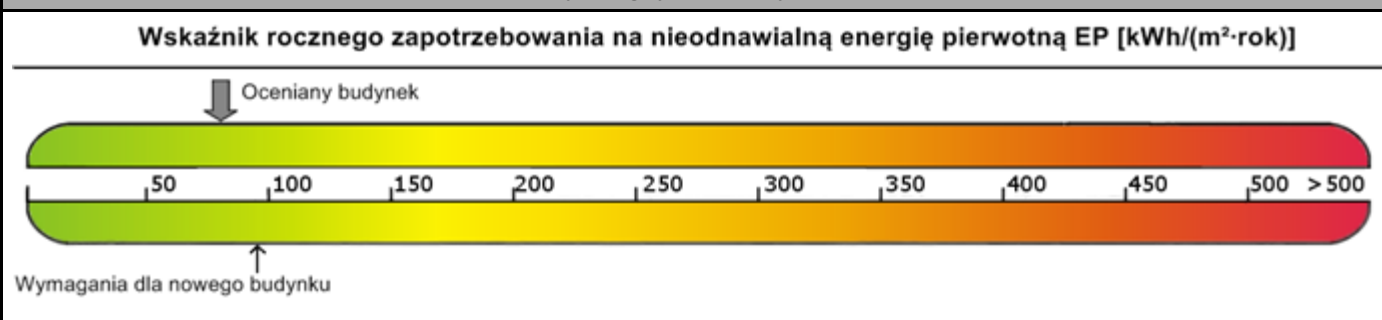 Wskaźnik rocznego zapotrzebowania na nieodnawialną energię pierwotną EP [kWh/(m²·rok)]
Oceniany budynek
50 100 150 200 250 300 350 400 450 500 > 500
Wymagania dla nowego budynku